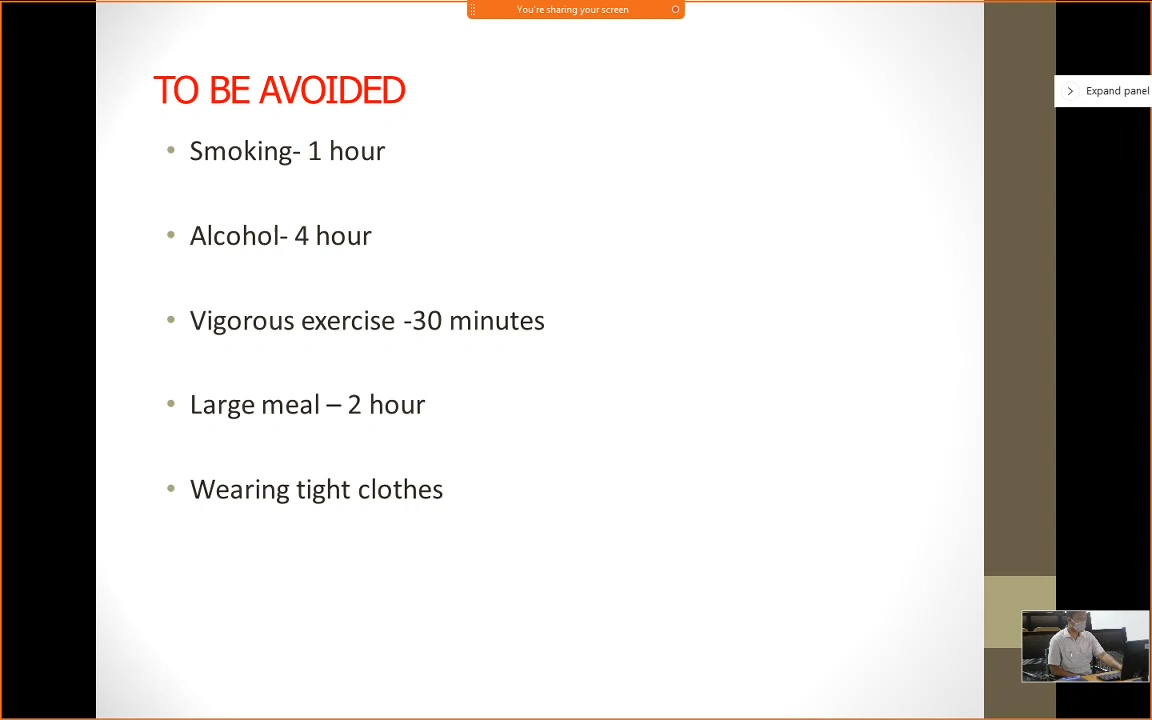 You're sharing your screen
TO BE AVOIDED
Expand panel
• Smoking- 1 hour
• Alcohol- 4 hour
• Vigorous exercise -30 minutes
• Large meal – 2 hour
• Wearing tight clothes